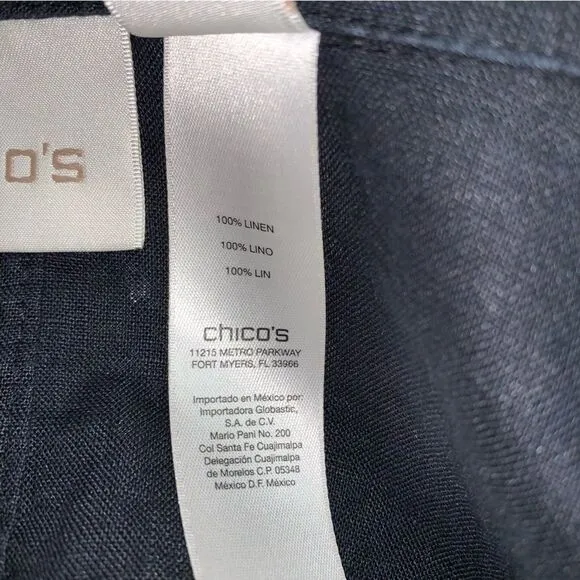 o's
100% LINEN
100% LINO
100% LIN
chico's
11215 METRO PARKWAY
FORT MYERS, FL 33966
Importado en México por:
Importadora Globastic,
S.A. de C.V.
Mario Pani No. 200
Col Santa Fe Cuajimalpa
Delegación Cuajimalpa
de Morelos C.P. 05348
México D.F. México